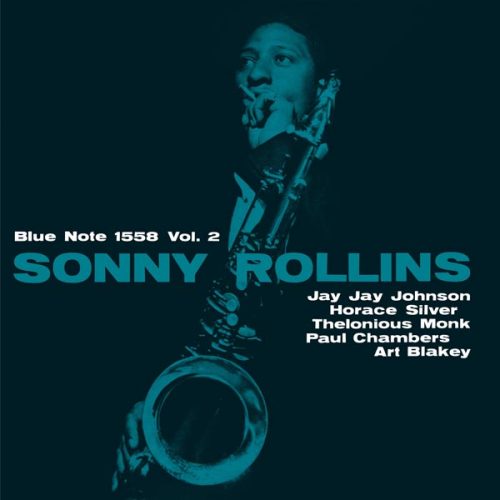 Blue Note 1558 Vol. 2
SONNY ROLLINS
Jay Jay Johnson
Horace Silver
Thelonious Monk
Paul Chambers
Art Blakey